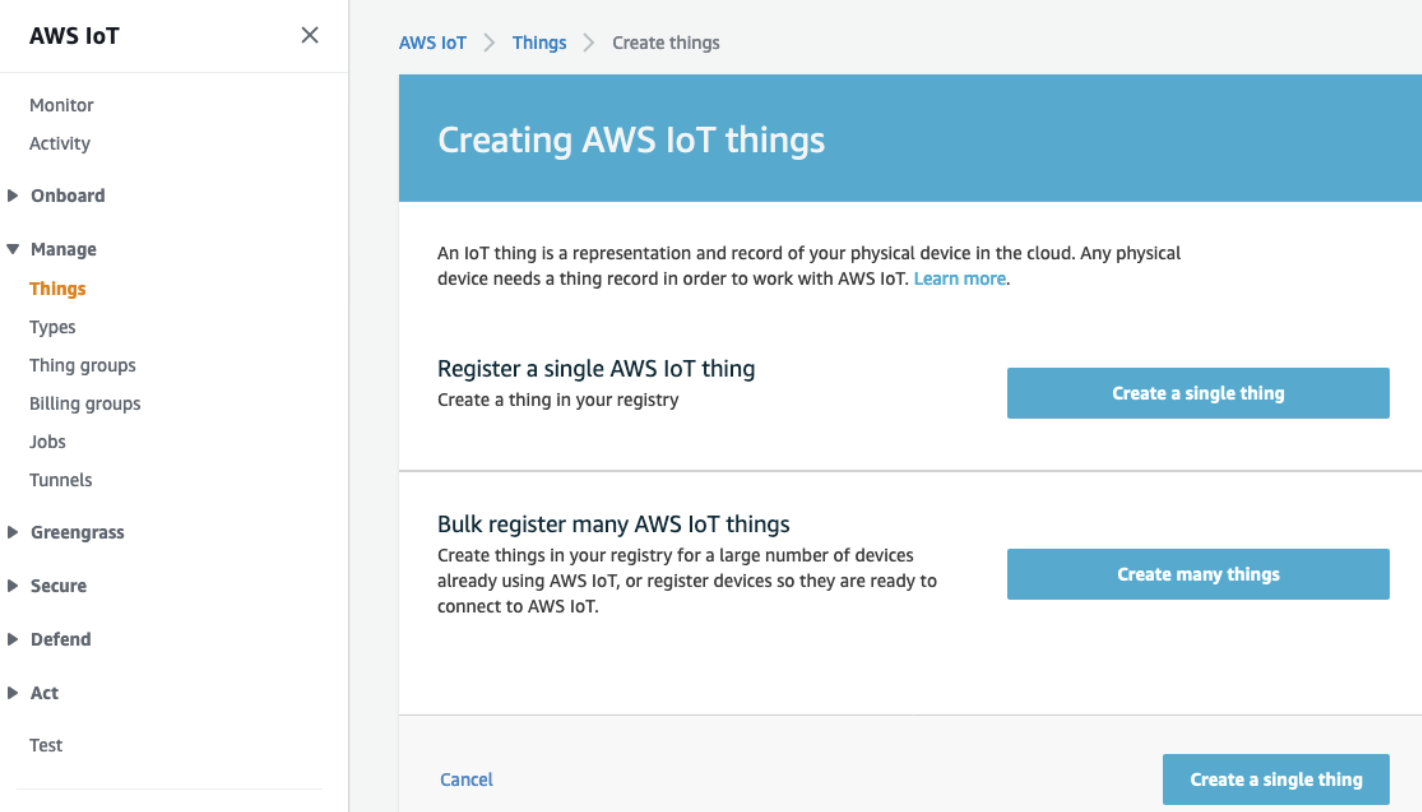 AWS IoT
Monitor
Activity
Onboard
Manage
Things
Types
Thing groups
Billing groups
Jobs
Tunnels
Greengrass
Secure
Defend
Act
Test
AWS IoT
Things
Create things
Creating AWS IoT things
An IoT thing is a representation and record of your physical device in the cloud. Any physical
device needs a thing record in order to work with AWS IoT. Learn more.
Register a single AWS IoT thing
Create a thing in your registry
Create a single thing
Bulk register many AWS IoT things
Create things in your registry for a large number of devices
already using AWS IoT, or register devices so they are ready to
connect to AWS IoT.
Create many things
Cancel
Create a single thing